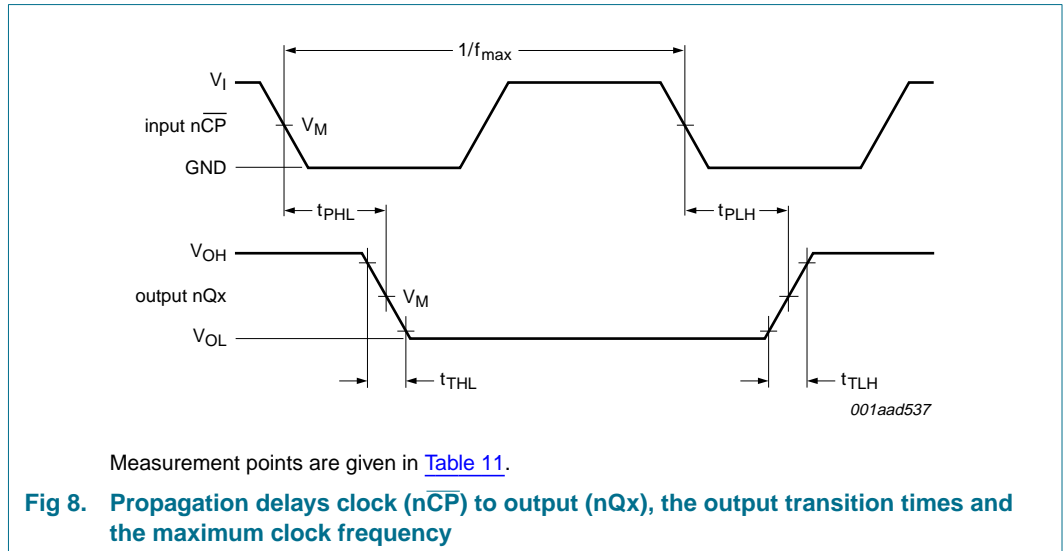 1/fmax
VI
input nC̅P̅
VM
GND
tPHL
tPLH
VOH
output nQx
VM
VOL
tTHL
tTLH
001aad537
Measurement points are given in Table 11.
Fig 8. Propagation delays clock (nC̅P̅) to output (nQx), the output transition times and
the maximum clock frequency